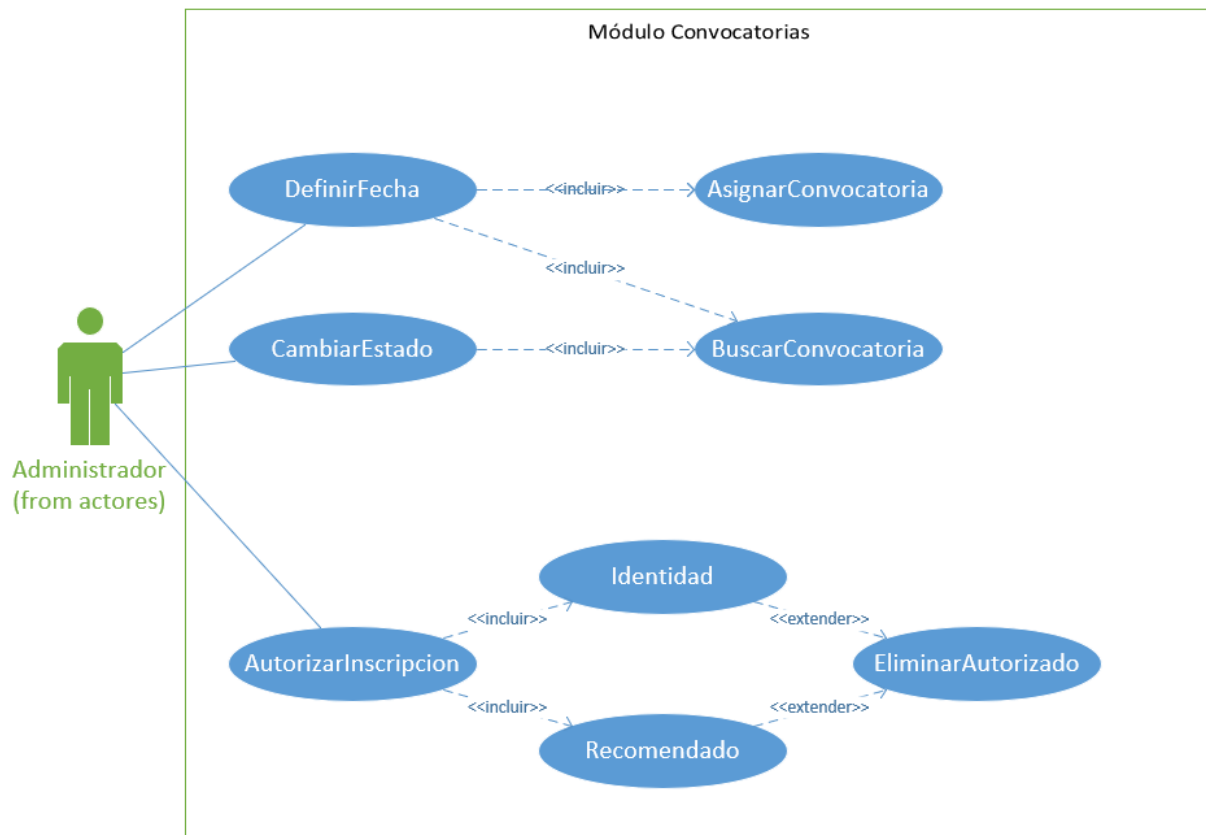 Módulo Convocatorias
DefinirFecha
<<incluir>>
AsignarConvocatoria
<<incluir>>
CambiarEstado
<<incluir>>
BuscarConvocatoria
Administrador
(from actores)
Identidad
<<incluir>>
<<extender>>
AutorizarInscripcion
EliminarAutorizado
<<incluir>>
<<extender>>
Recomendado